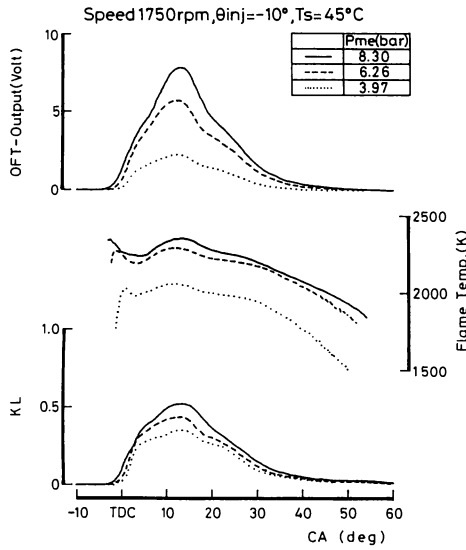 Speed 1750rpm,θinj=-10°,Ts=45°CA
Pme(bar)
8.30
6.26
3.97
OFT-Output(Volt)
10
5
0
2500
2000
1500
Flame Temp.(K)
1.0
0.5
0
KL
-10 TDC 10 20 30 40 50 60
CA (deg)